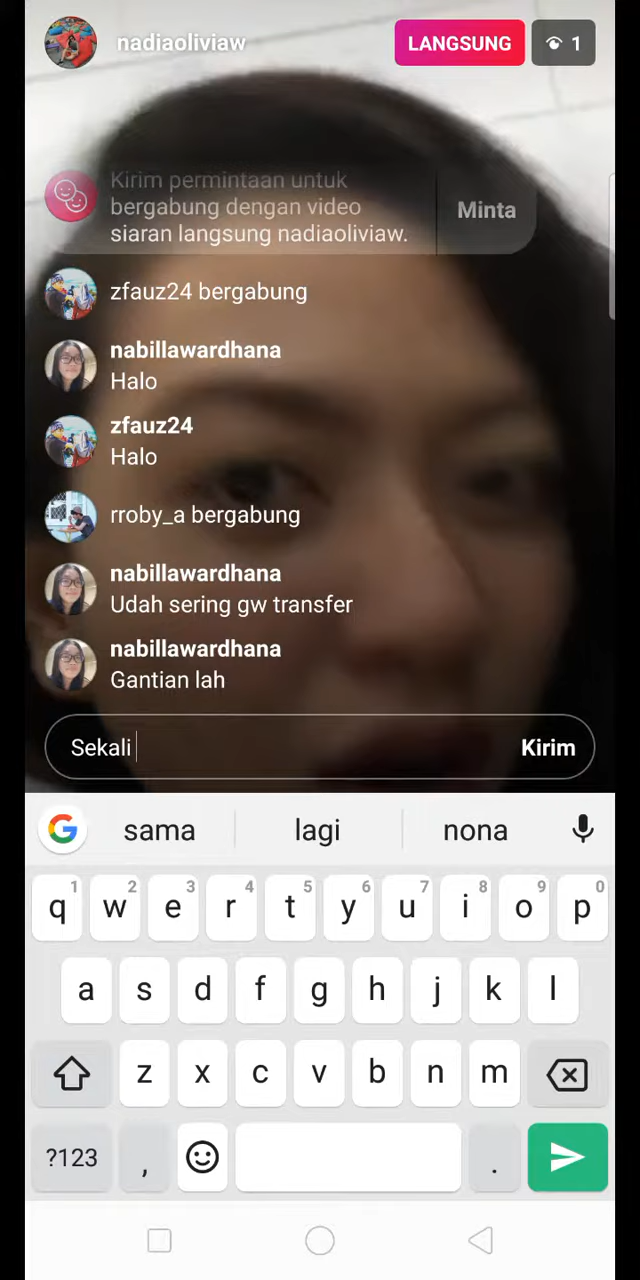 nadiaoliviaw
LANGSUNG
1
Kirim permintaan untuk
bergabung dengan video
siaran langsung nadiaoliviaw.
Minta
zfauz24 bergabung
nabillawardhana
Halo
zfauz24
Halo
rroby_a bergabung
nabillawardhana
Udah sering gw transfer
nabillawardhana
Gantian lah
Sekali
Kirim
G
sama
lagi
nona
1 2 3 4 5 6 7 8 9 0
q w e r t y u i o p
a s d f g h j k l
z x c v b n m
?123 , .